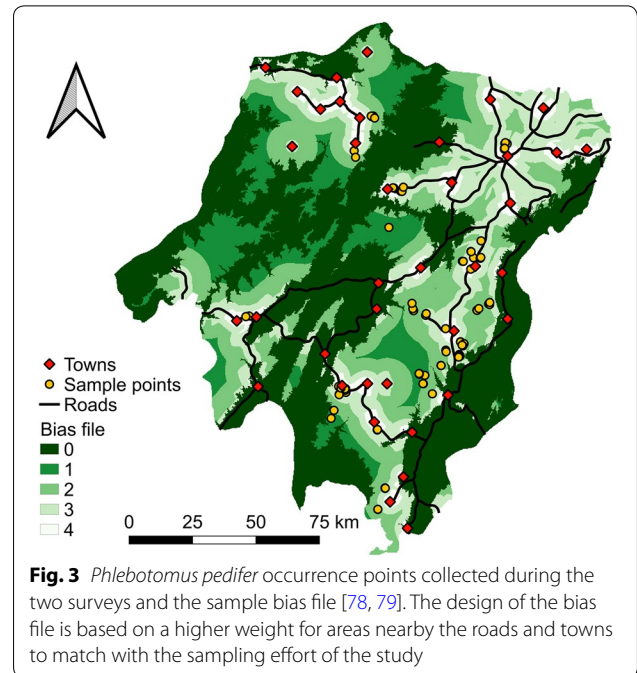 Towns
Sample points
Roads
Bias file
0
1
2
3
4
0 25 50 75 km
Fig. 3 Phlebotomus pedifer occurrence points collected during the
two surveys and the sample bias file [78, 79]. The design of the bias
file is based on a higher weight for areas nearby the roads and towns
to match with the sampling effort of the study